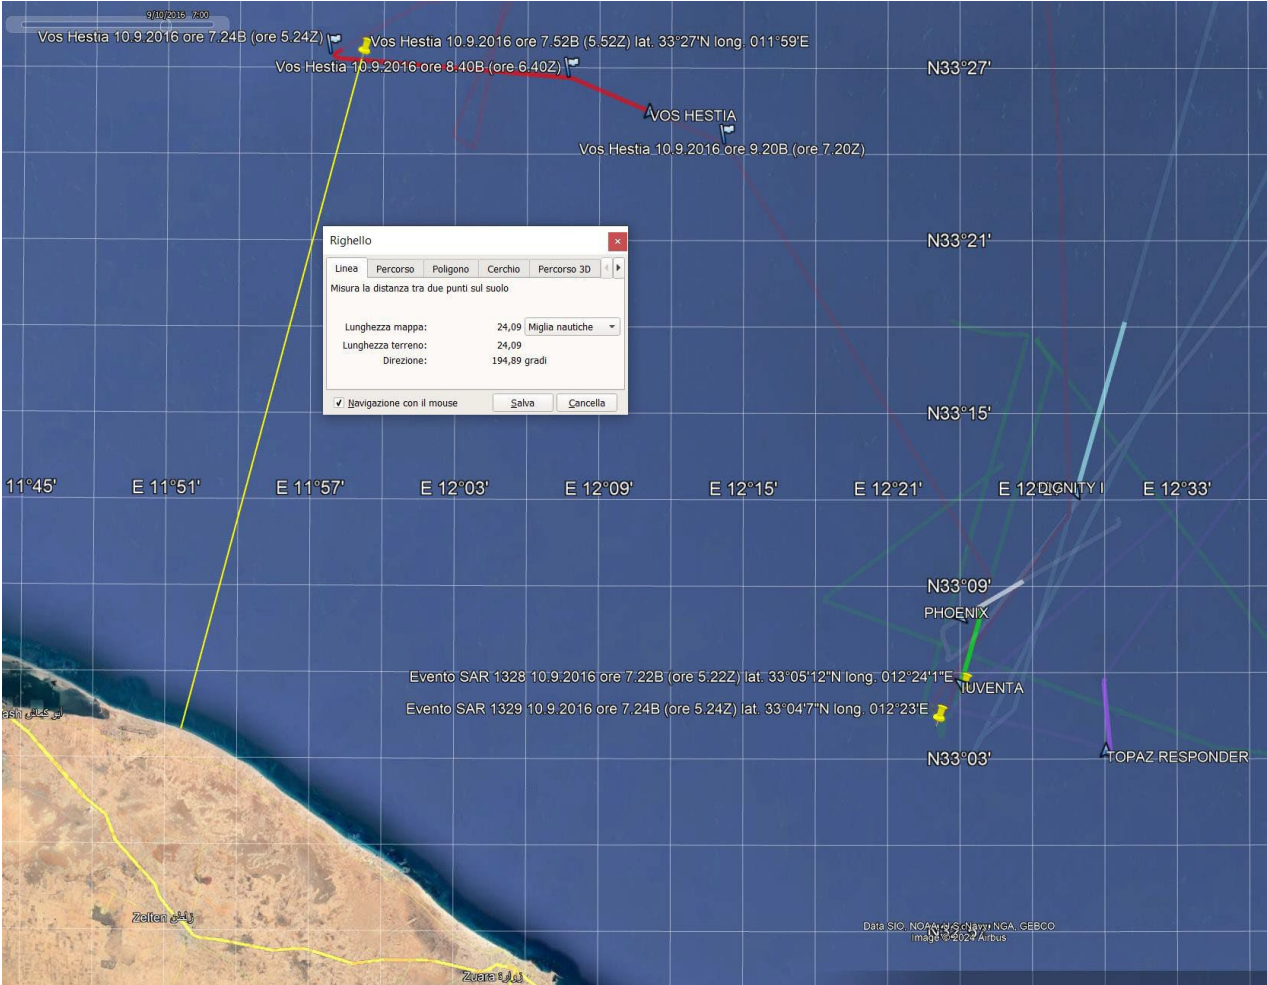 9/10/2016 7:00
Vos Hestia 10.9.2016 ore 7.24B (ore 5.24Z)
Vos Hestia 10.9.2016 ore 7.52B (5.52Z) lat. 33°27'N long. 011°59'E
Vos Hestia 10.9.2016 ore 8.40B (ore 6.40Z)
N33°27'
VOS HESTIA
Vos Hestia 10.9.2016 ore 9.20B (ore 7.20Z)
N33°21'
Righello
Linea Percorso Poligono Cerchio Percorso 3D
Misura la distanza tra due punti sul suolo
Lunghezza mappa: 24,09 Miglia nautiche
Lunghezza terreno: 24,09
Direzione: 194,89 gradi
Navigazione con il mouse Salva Cancella
N33°15'
11°45' E 11°51' E 11°57' E 12°03' E 12°09' E 12°15' E 12°21' DIGNITY I E 12°33'
N33°09'
PHOENIX
Evento SAR 1328 10.9.2016 ore 7.22B (ore 5.22Z) lat. 33°05'12"N long. 012°24'1"E
IUVENTA
Evento SAR 1329 10.9.2016 ore 7.24B (ore 5.24Z) lat. 33°04'7"N long. 012°23'E
ash ابو كماش
N33°03'
TOPAZ RESPONDER
Zelten زلطن
Data SIO, NOAA, U.S. Navy, NGA, GEBCO
Image © 2024 Airbus
Zuara زوارة